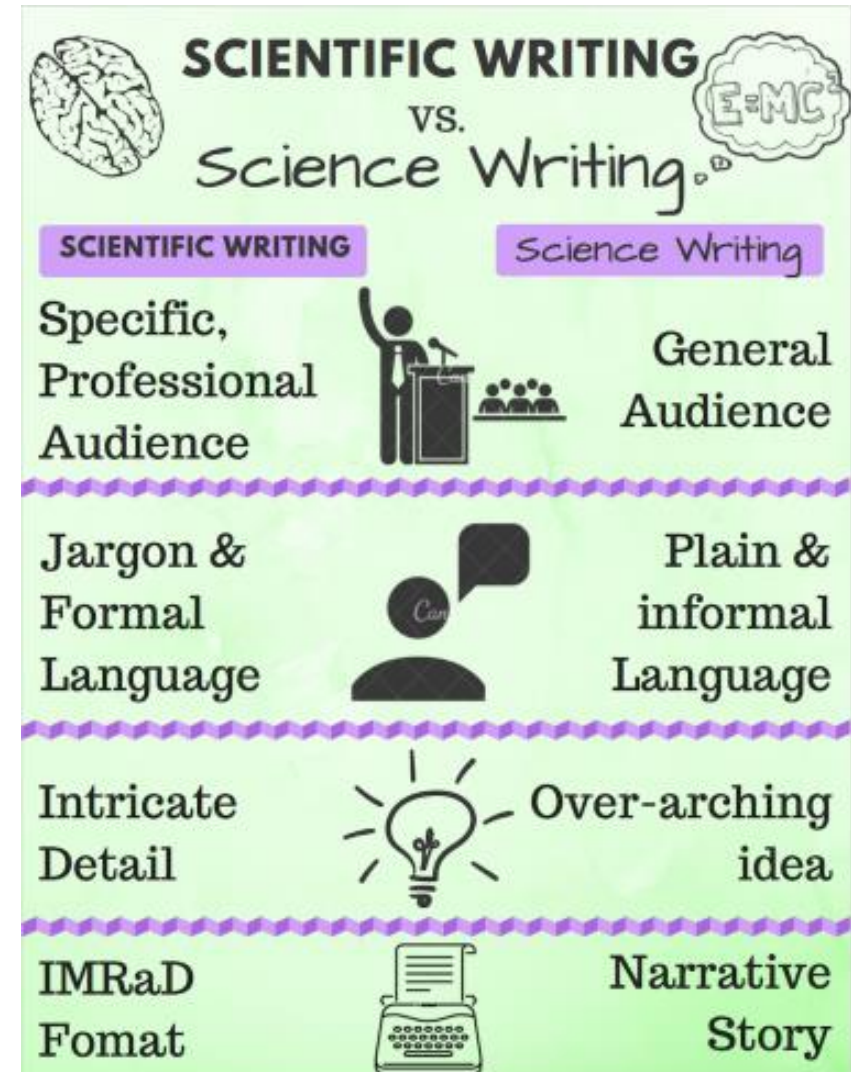 SCIENTIFIC WRITING
vs.
Science Writing
E=MC²
SCIENTIFIC WRITING
Science Writing
Specific,
Professional
Audience
General
Audience
Jargon &
Formal
Language
Plain &
informal
Language
Intricate
Detail
Over-arching
idea
IMRaD
Fomat
Narrative
Story